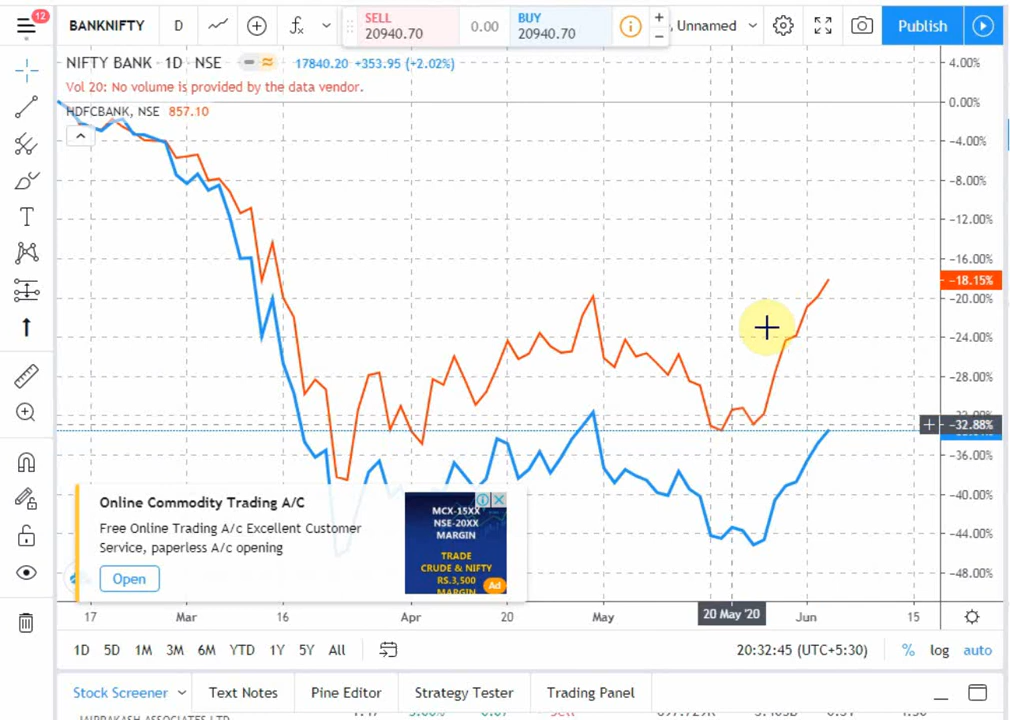 12
BANKNIFTY D SELL 20940.70 0.00 BUY 20940.70 Unnamed Publish
NIFTY BANK · 1D · NSE 17840.20 +353.95 (+2.02%)
Vol 20: No volume is provided by the data vendor.
HDFCBANK, NSE 857.10
4.00%
0.00%
-4.00%
-8.00%
-12.00%
-16.00%
-18.15%
-20.00%
-24.00%
-28.00%
-32.88%
-36.00%
-40.00%
-44.00%
-48.00%
Online Commodity Trading A/C
Free Online Trading A/c Excellent Customer
Service, paperless A/c opening
Open
MCX-15XX
NSE-20XX
MARGIN
TRADE
CRUDE & NIFTY
RS.3,500
MARGIN
Ad
17 Mar 16 Apr 20 May 20 May '20 Jun 15
1D 5D 1M 3M 6M YTD 1Y 5Y All 20:32:45 (UTC+5:30) % log auto
Stock Screener Text Notes Pine Editor Strategy Tester Trading Panel